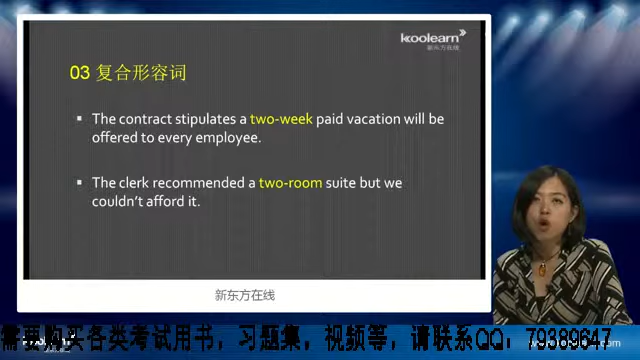 koolearn
新东方在线
03 复合形容词
The contract stipulates a two-week paid vacation will be
offered to every employee.
The clerk recommended a two-room suite but we
couldn't afford it.
新东方在线
需要购买各类考试用书，习题集，视频等，请联系QQ：79389647